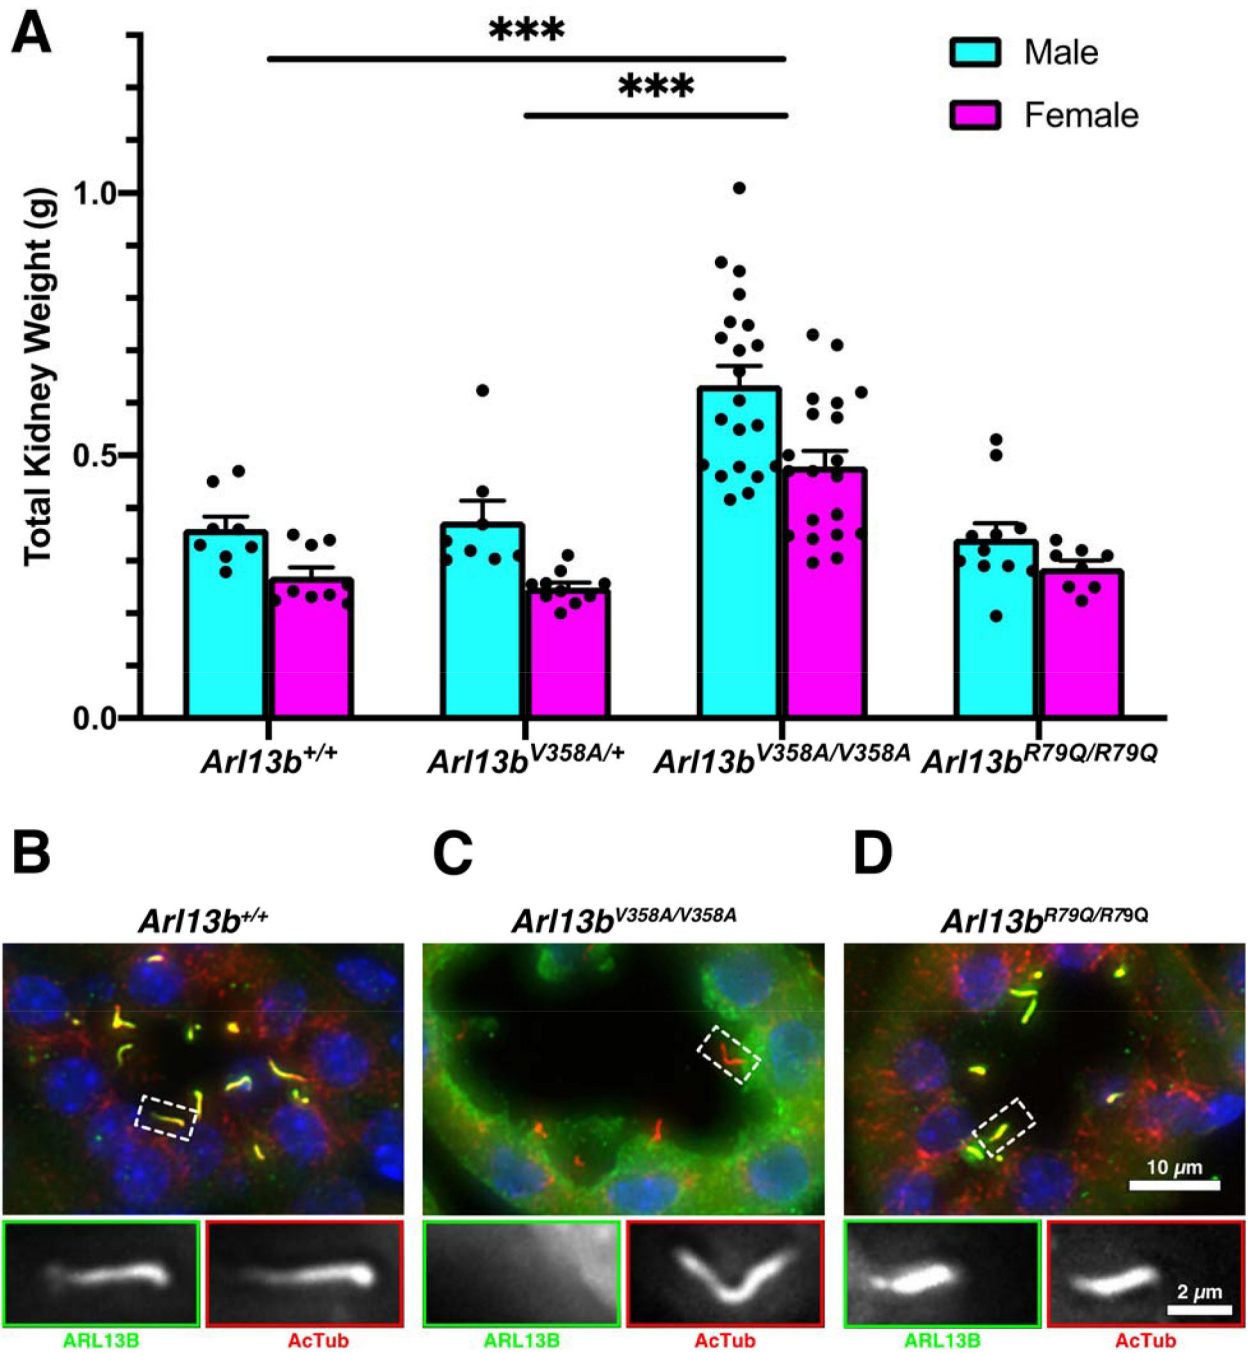 A
***
***
Male
Female
Total Kidney Weight (g)
1.0
0.5
0.0
Arl13b+/+
Arl13bV358A/+
Arl13bV358A/V358A
Arl13bR79Q/R79Q
B
C
D
Arl13b+/+
Arl13bV358A/V358A
Arl13bR79Q/R79Q
10 µm
2 µm
ARL13B
AcTub
ARL13B
AcTub
ARL13B
AcTub